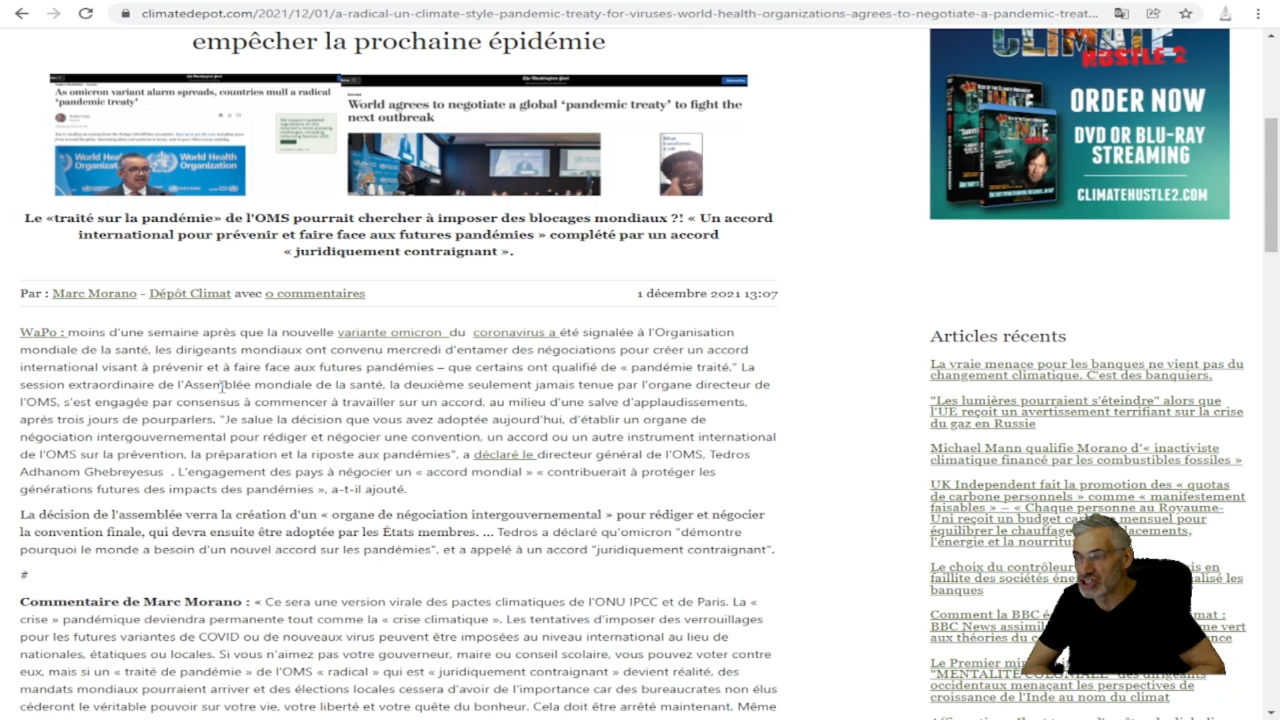 climatedepot.com/2021/12/01/a-radical-un-climate-style-pandemic-treaty-for-viruses-world-health-organizations-agrees-to-negotiate-a-pandemic-treat...
empêcher la prochaine épidémie
The Washington Post
The Washington Post
As omicron variant alarm spreads, countries mull a radical
'pandemic treaty'
World agrees to negotiate a global 'pandemic treaty' to fight the
next outbreak
World Health
Organizat
World Health
Organization
Le «traité sur la pandémie» de l'OMS pourrait chercher à imposer des blocages mondiaux ?! « Un accord
international pour prévenir et faire face aux futures pandémies » complété par un accord
« juridiquement contraignant ».
Par : Marc Morano - Dépôt Climat avec 0 commentaires
1 décembre 2021 13:07
WaPo : moins d'une semaine après que la nouvelle variante omicron du coronavirus a été signalée à l'Organisation
mondiale de la santé, les dirigeants mondiaux ont convenu mercredi d'entamer des négociations pour créer un accord
international visant à prévenir et à faire face aux futures pandémies – que certains ont qualifié de « pandémie traité." La
session extraordinaire de l'Assemblée mondiale de la santé, la deuxième seulement jamais tenue par l'organe directeur de
l'OMS, s'est engagée par consensus à commencer à travailler sur un accord, au milieu d'une salve d'applaudissements,
après trois jours de pourparlers. "Je salue la décision que vous avez adoptée aujourd'hui, d'établir un organe de
négociation intergouvernemental pour rédiger et négocier une convention, un accord ou un autre instrument international
de l'OMS sur la prévention, la préparation et la riposte aux pandémies", a déclaré le directeur général de l'OMS, Tedros
Adhanom Ghebreyesus . L'engagement des pays à négocier un « accord mondial » « contribuerait à protéger les
générations futures des impacts des pandémies », a-t-il ajouté.
La décision de l'assemblée verra la création d'un « organe de négociation intergouvernemental » pour rédiger et négocier
la convention finale, qui devra ensuite être adoptée par les États membres. ... Tedros a déclaré qu'omicron "démontre
pourquoi le monde a besoin d'un nouvel accord sur les pandémies", et a appelé à un accord "juridiquement contraignant".
#
Commentaire de Marc Morano : « Ce sera une version virale des pactes climatiques de l'ONU IPCC et de Paris. La «
crise » pandémique deviendra permanente tout comme la « crise climatique ». Les tentatives d'imposer des verrouillages
pour les futures variantes de COVID ou de nouveaux virus peuvent être imposées au niveau international au lieu de
nationales, étatiques ou locales. Si vous n'aimez pas votre gouverneur, maire ou conseil scolaire, vous pouvez voter contre
eux, mais si un « traité de pandémie » de l'OMS « radical » qui est « juridiquement contraignant » devient réalité, des
mandats mondiaux pourraient arriver et des élections locales cessera d'avoir de l'importance car des bureaucrates non élus
céderont le véritable pouvoir sur votre vie, votre liberté et votre quête du bonheur. Cela doit être arrêté maintenant. Même
CLIMATE
HUSTLE 2
ORDER NOW
DVD OR BLU-RAY
STREAMING
CLIMATEHUSTLE2.COM
Articles récents
La vraie menace pour les banques ne vient pas du
changement climatique. C'est des banquiers.
"Les lumières pourraient s'éteindre" alors que
l'UE reçoit un avertissement terrifiant sur la crise
du gaz en Russie
Michael Mann qualifie Morano d'« inactiviste
climatique financé par les combustibles fossiles »
UK Independent fait la promotion des « quotas
de carbone personnels » comme « manifestement
faisables » – « Chaque personne au Royaume-
Uni reçoit un budget mensuel pour
équilibrer le chauffage
l'énergie et la
Le choix du contrôleur en
faillite des sociétés les
banques
Comment la BBC
BBC News vert
aux théories du
Le Premier
"MENTALITÉ COLONIALE" des dirigeants
occidentaux menaçant les perspectives de
croissance de l'Inde au nom du climat